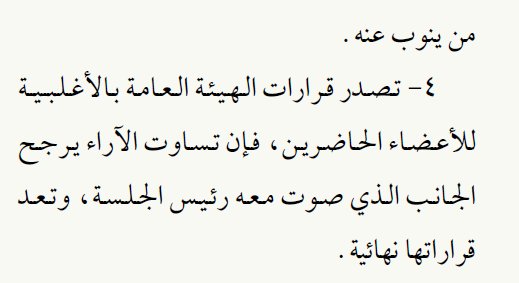 من ينوب عنه.
٤- تصدر قرارات الهيئة العامة بالأغلبية
للأعضاء الحاضرين، فإن تساوت الآراء يرجح
الجانب الذي صوت معه رئيس الجلسة، وتعد
قراراتها نهائية.